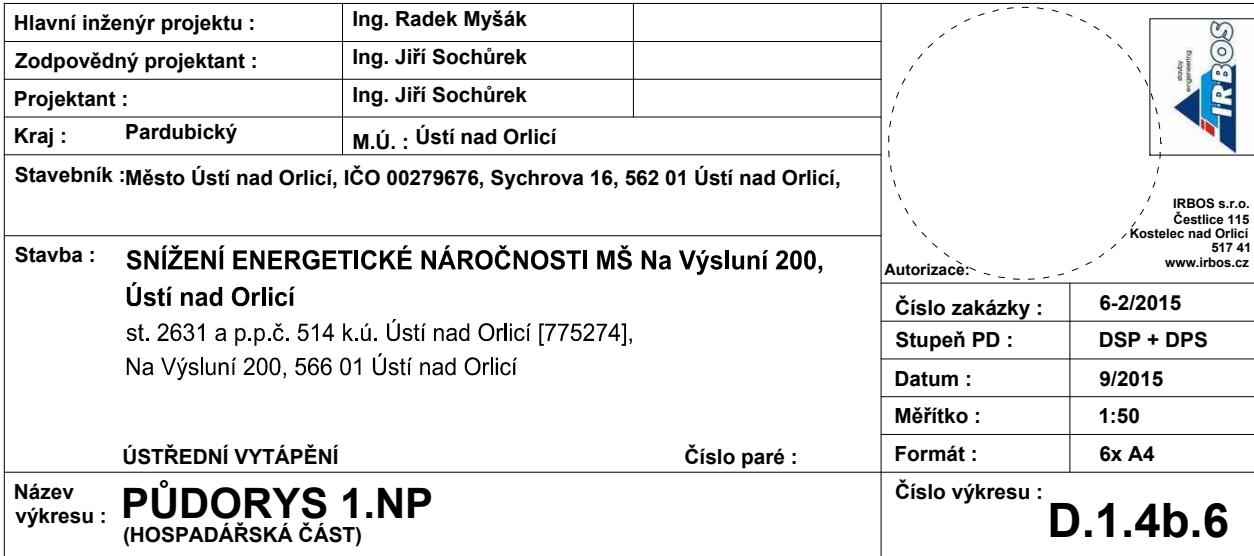 Hlavní inženýr projektu : Ing. Radek Myšák
Zodpovědný projektant : Ing. Jiří Sochůrek
Projektant : Ing. Jiří Sochůrek
Kraj : Pardubický M.Ú. : Ústí nad Orlicí
Stavebník :Město Ústí nad Orlicí, IČO 00279676, Sychrova 16, 562 01 Ústí nad Orlicí,
Stavba : SNÍŽENÍ ENERGETICKÉ NÁROČNOSTI MŠ Na Výsluní 200,
Ústí nad Orlicí
st. 2631 a p.p.č. 514 k.ú. Ústí nad Orlicí [775274],
Na Výsluní 200, 566 01 Ústí nad Orlicí
ÚSTŘEDNÍ VYTÁPĚNÍ Číslo paré :
Název
výkresu : PŮDORYS 1.NP
(HOSPADÁŘSKÁ ČÁST)
stavby
engineering
IRBOS
IRBOS s.r.o.
Čestlice 115
Kostelec nad Orlicí
517 41
www.irbos.cz
Autorizace:
Číslo zakázky : 6-2/2015
Stupeň PD : DSP + DPS
Datum : 9/2015
Měřítko : 1:50
Formát : 6x A4
Číslo výkresu :
D.1.4b.6